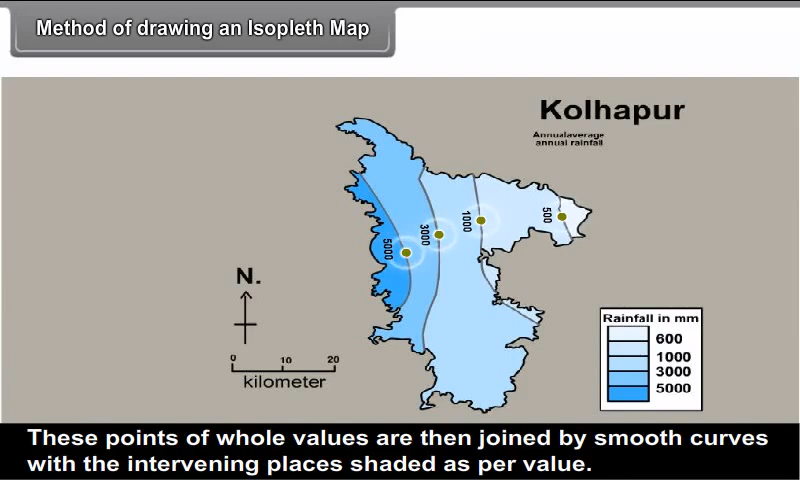 Method of drawing an Isopleth Map
Kolhapur
Annualaverage
annual rainfall
500
1000
3000
5000
N.
0 10 20
kilometer
Rainfall in mm
600
1000
3000
5000
These points of whole values are then joined by smooth curves
with the intervening places shaded as per value.